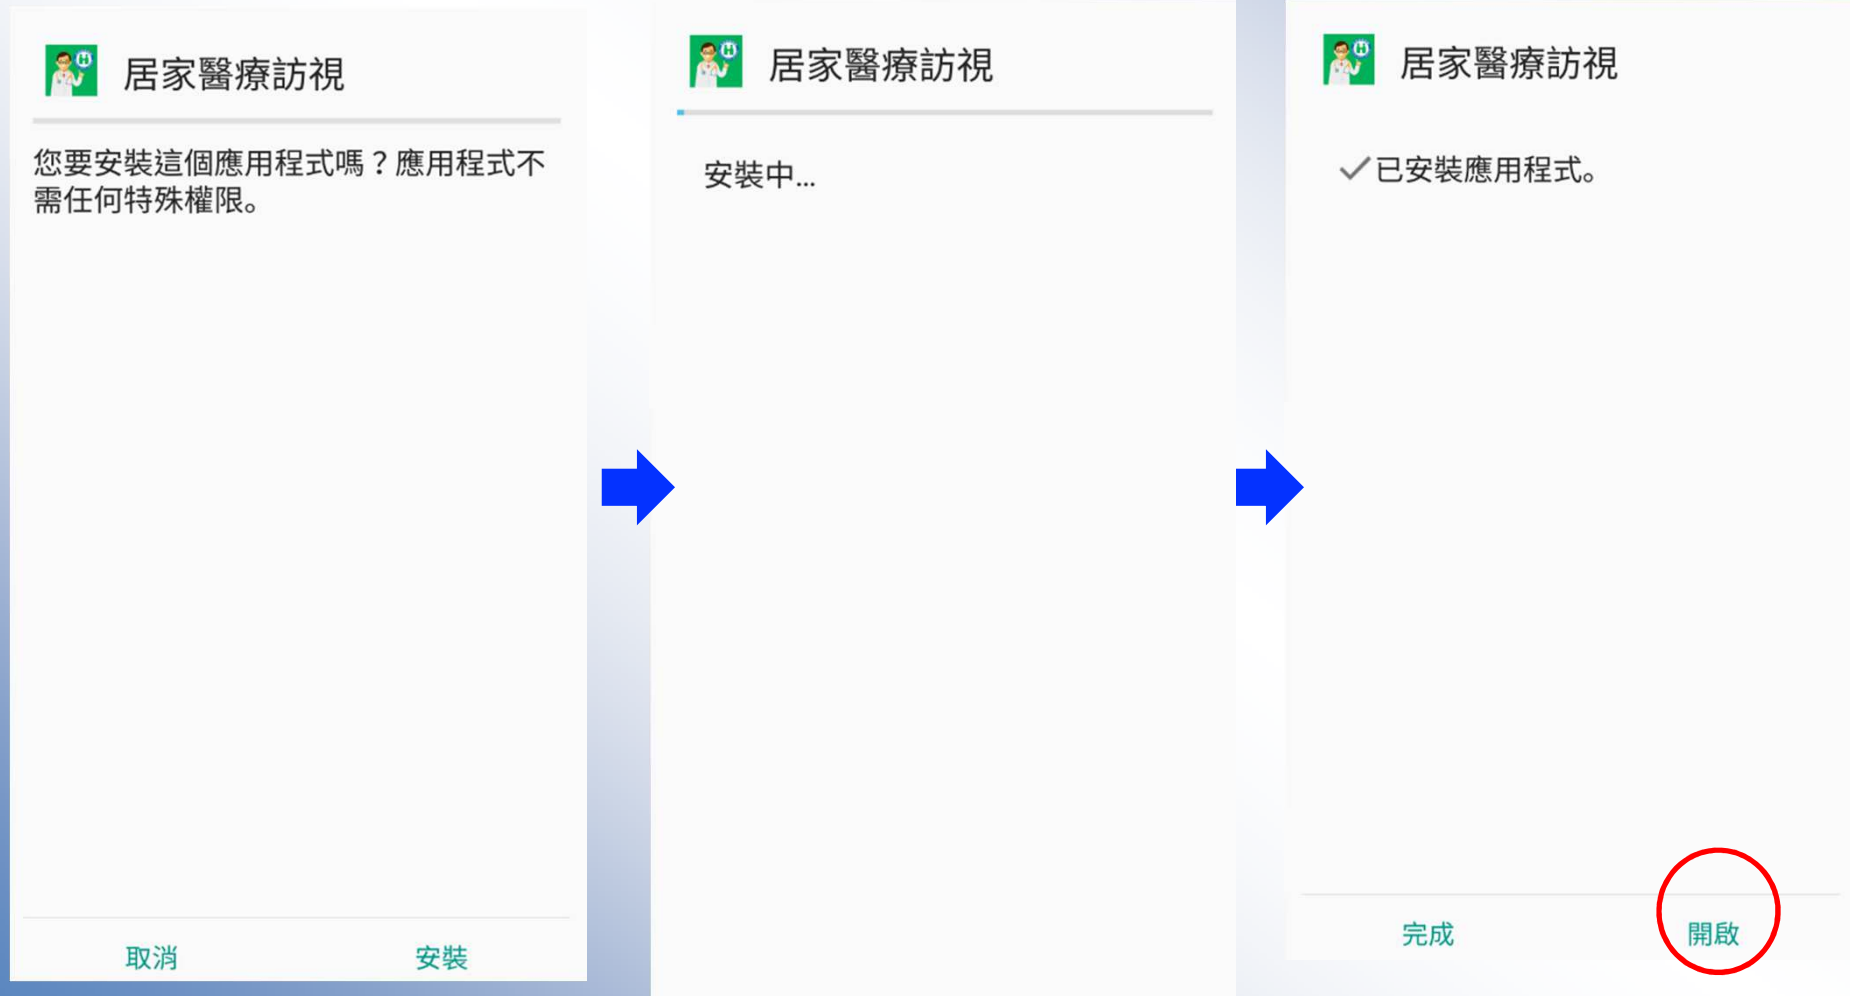 居家醫療訪視
您要安裝這個應用程式嗎？應用程式不
需任何特殊權限。
取消
安裝
居家醫療訪視
安裝中...
居家醫療訪視
已安裝應用程式。
完成
開啟